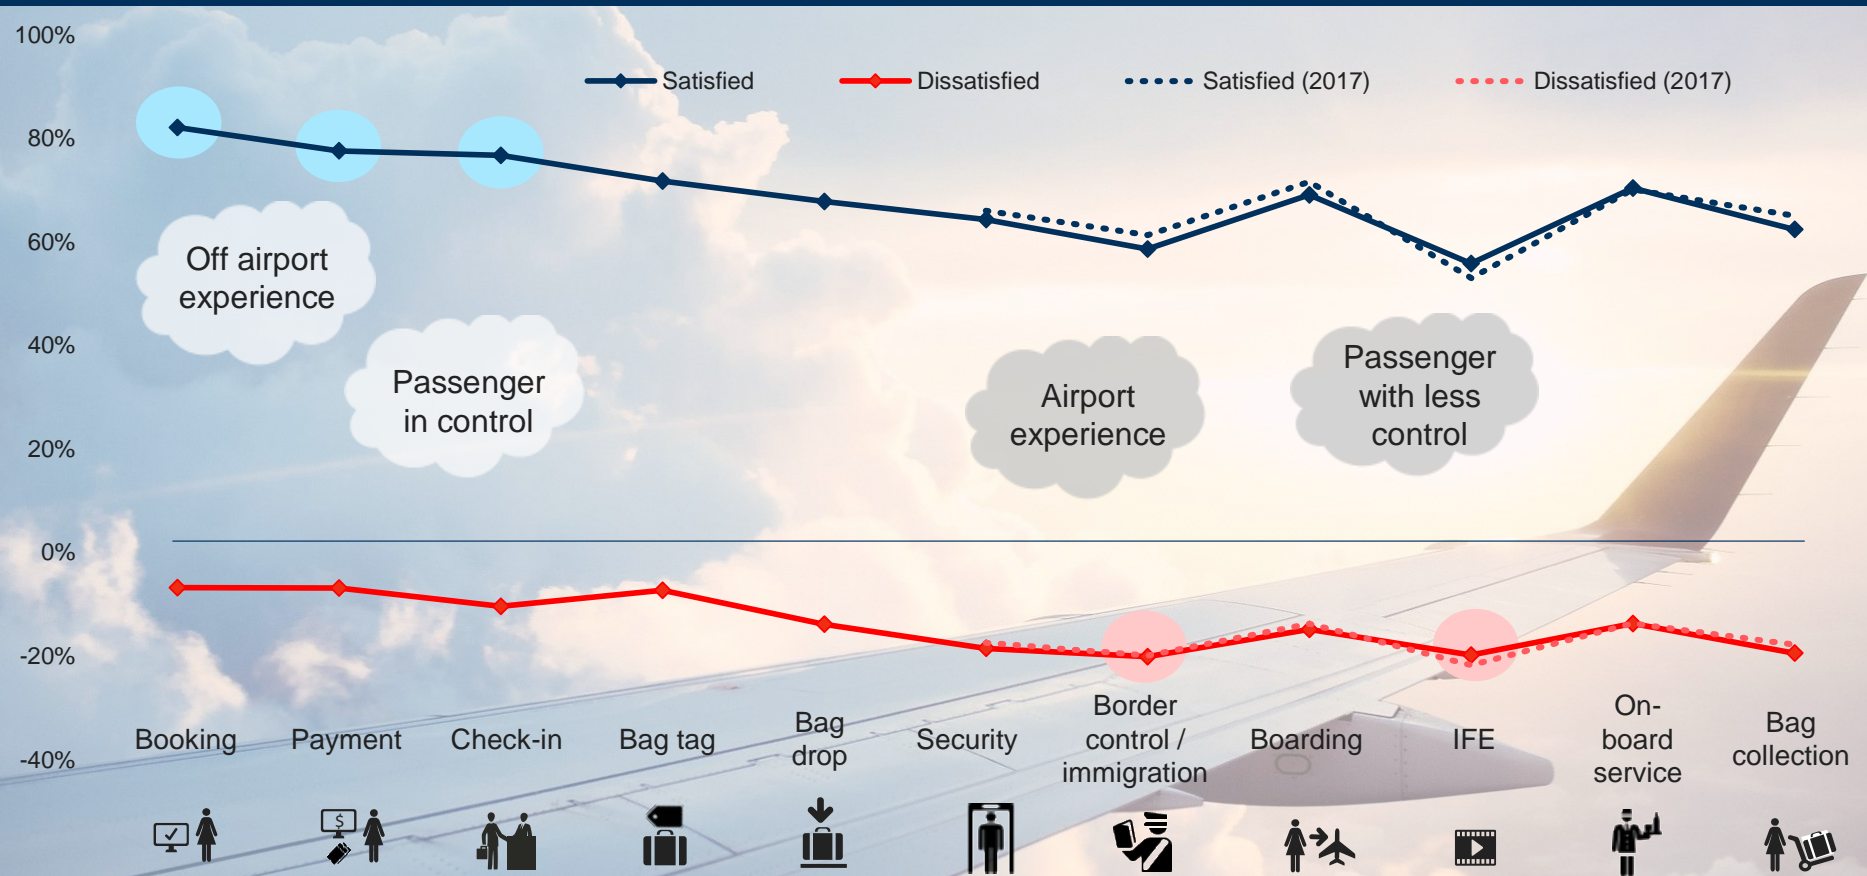 100%
80%
60%
40%
20%
0%
-20%
-40%
Satisfied
Dissatisfied
Satisfied (2017)
Dissatisfied (2017)
Off airport
experience
Passenger
in control
Airport
experience
Passenger
with less
control
Booking
Payment
Check-in
Bag tag
Bag
drop
Security
Border
control /
immigration
Boarding
IFE
On-
board
service
Bag
collection
$